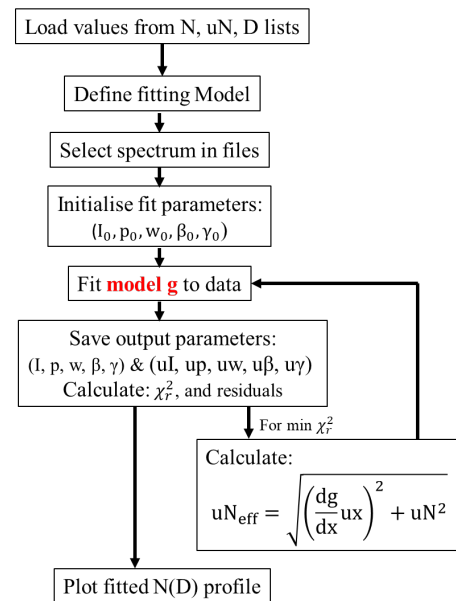 Load values from N, uN, D lists
Define fitting Model
Select spectrum in files
Initialise fit parameters:
(I₀, p₀, w₀, β₀, γ₀)
Fit model g to data
Save output parameters:
(I, p, w, β, γ) & (uI, up, uw, uβ, uγ)
Calculate: χᵣ², and residuals
For min χᵣ²
Calculate:
uN_eff = √((dg/dx ux)² + uN²)
Plot fitted N(D) profile